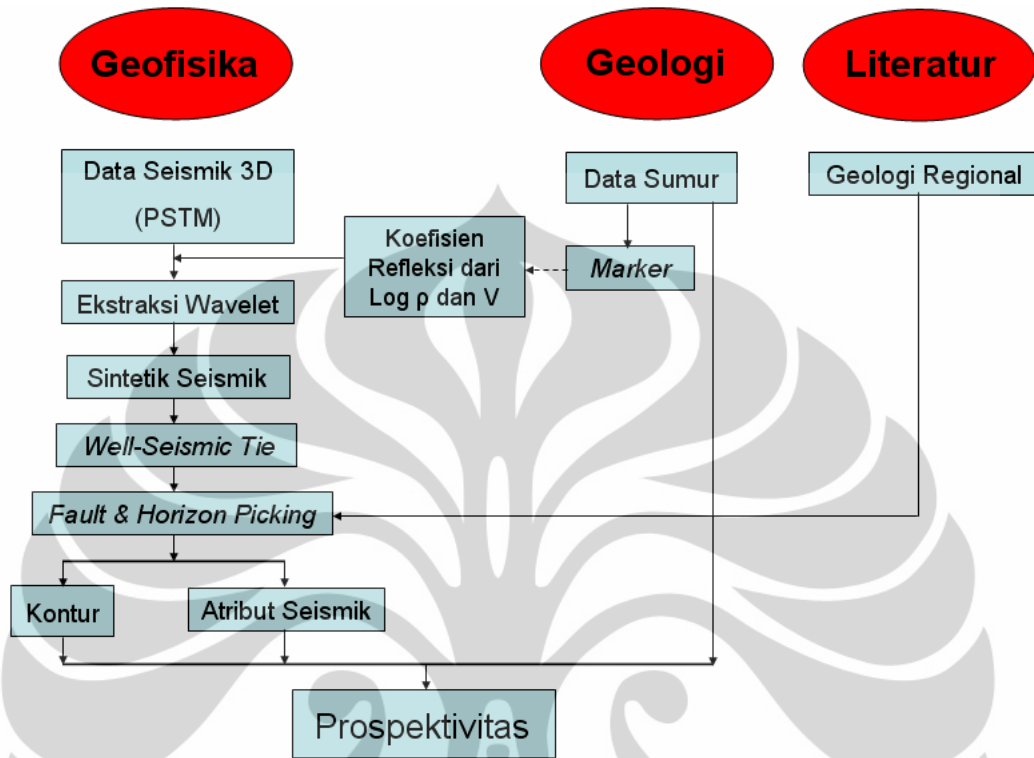 Geofisika
Geologi
Literatur
Data Seismik 3D
(PSTM)
Data Sumur
Geologi Regional
Koefisien
Refleksi dari
Log ρ dan V
Marker
Ekstraksi Wavelet
Sintetik Seismik
Well-Seismic Tie
Fault & Horizon Picking
Kontur
Atribut Seismik
Prospektivitas